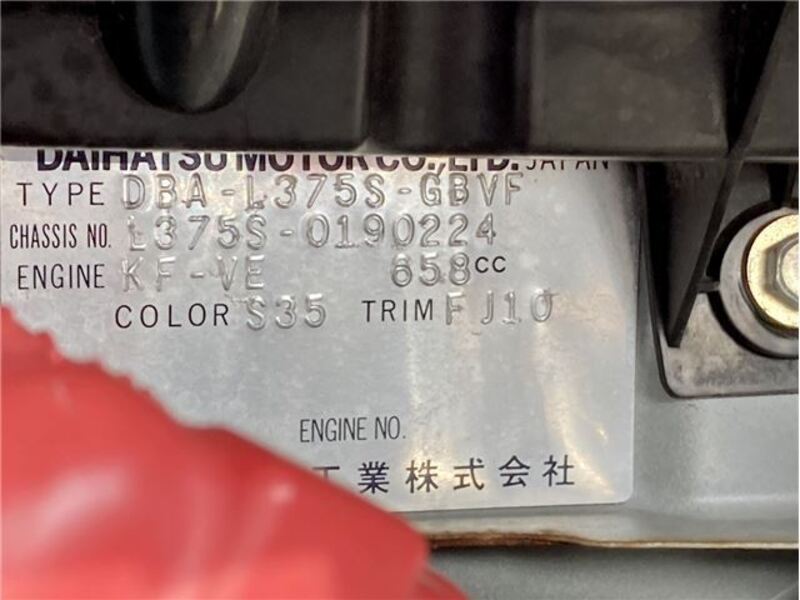 DAIHATSU MOTOR CO.,LTD. JAPAN
TYPE DBA-L375S-GBVF
CHASSIS NO. L375S-0190224
ENGINE KF-VE 658CC
COLOR S35 TRIM FJ10
ENGINE NO.
工業株式会社